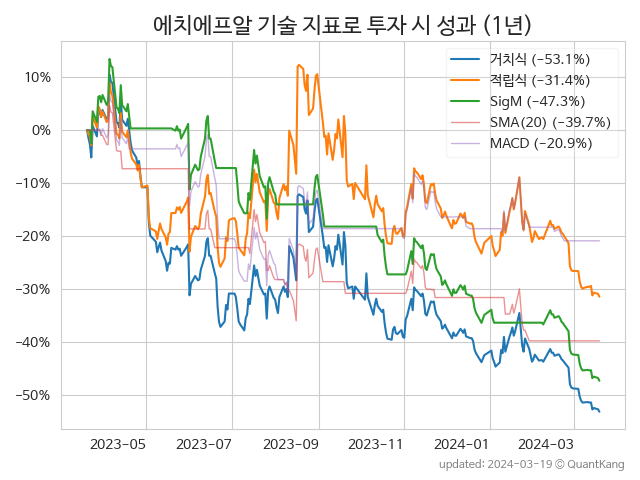 에치에프알 기술 지표로 투자 시 성과 (1년)
거치식 (−53.1%)
적립식 (−31.4%)
SigM (−47.3%)
SMA(20) (−39.7%)
MACD (−20.9%)
10%
0%
−10%
−20%
−30%
−40%
−50%
2023-05 2023-07 2023-09 2023-11 2024-01 2024-03
updated: 2024-03-19 © QuantKang